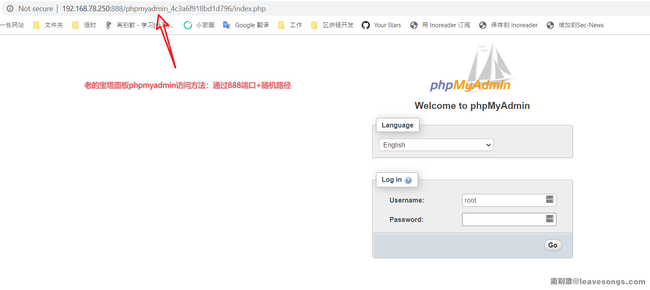 Not secure | 192.168.78.250:888/phpmyadmin_4c3a6f918bd1d796/index.php
一些网站 文件夹 临时 离别歌 - 学习 小密圈 Google 翻译 工作 区块链开发 Your Stars 用 Inoreader 订阅 保存到 Inoreader 增加到Sec-News
老的宝塔面板phpmyadmin访问方法：通过888端口+随机路径
phpMyAdmin
Welcome to phpMyAdmin
Language
English
Log in
Username: root
Password:
Go
离别歌@leavesongs.com